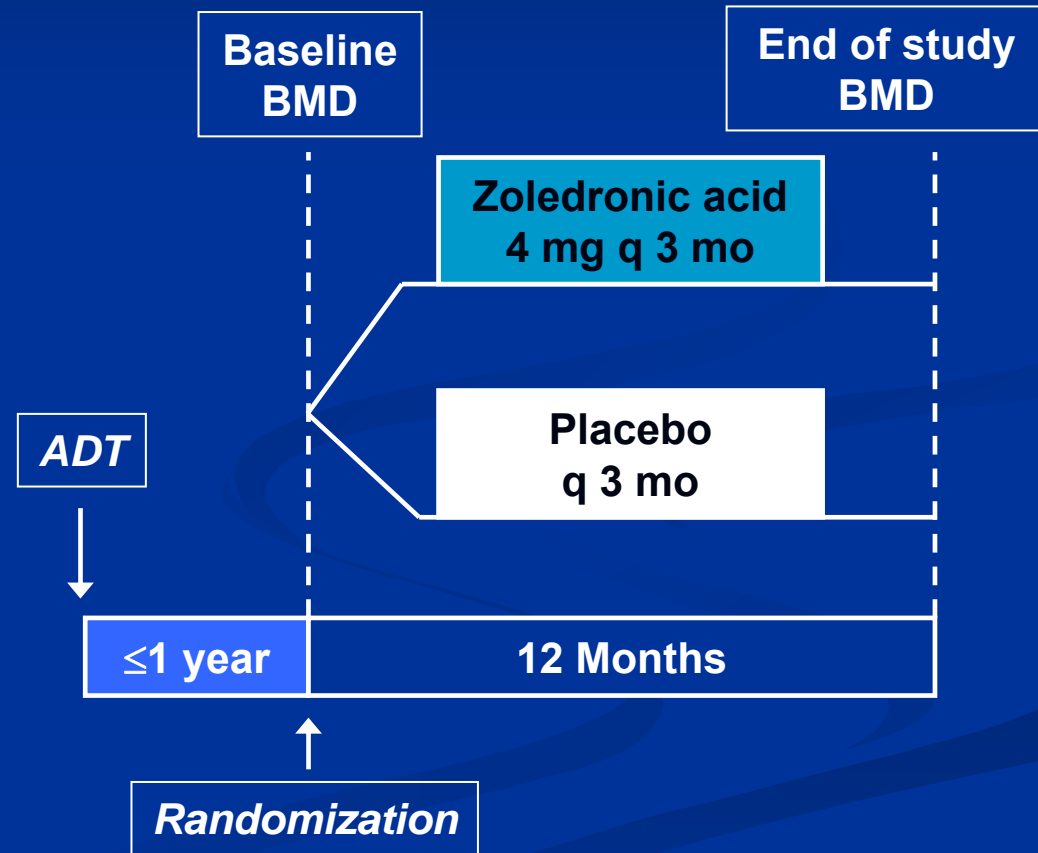 Baseline
BMD
End of study
BMD
Zoledronic acid
4 mg q 3 mo
Placebo
q 3 mo
ADT
≤1 year
12 Months
Randomization